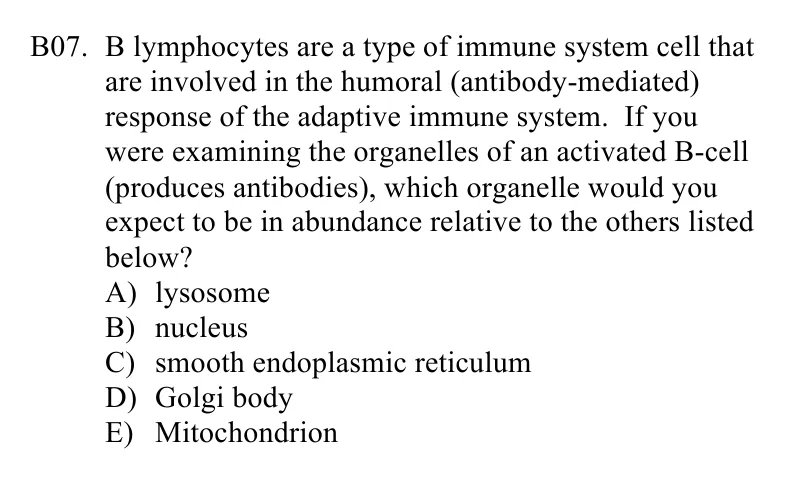 B07. B lymphocytes are a type of immune system cell that
are involved in the humoral (antibody-mediated)
response of the adaptive immune system. If you
were examining the organelles of an activated B-cell
(produces antibodies), which organelle would you
expect to be in abundance relative to the others listed
below?
A) lysosome
B) nucleus
C) smooth endoplasmic reticulum
D) Golgi body
E) Mitochondrion